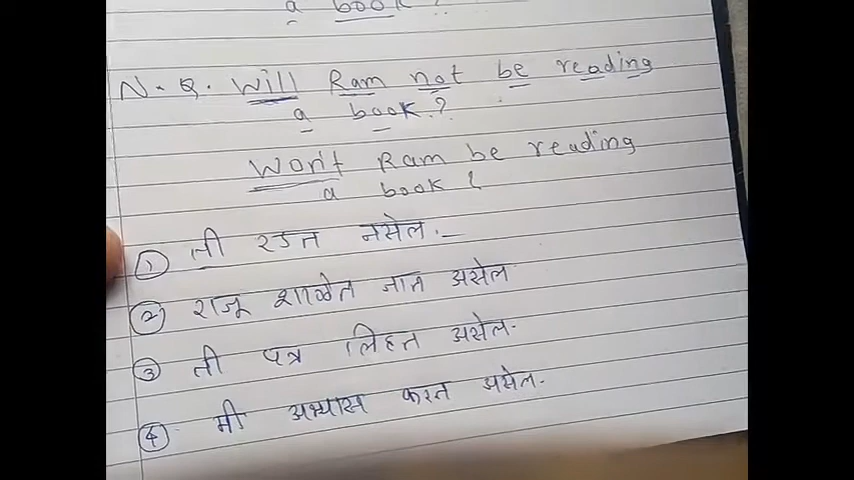 a book ?
N. Q. Will Ram not be reading
a book ?
Won't Ram be reading
a book ?
① ती रडत नसेल.
② राजू शाळेत जात असेल
③ ती पत्र लिहत असेल.
④ मी अभ्यास करत असेल.